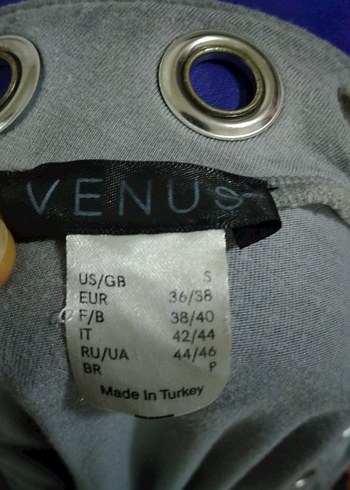 VENUS
US/GB S
EUR 36/38
F/B 38/40
IT 42/44
RU/UA 44/46
BR P
Made In Turkey